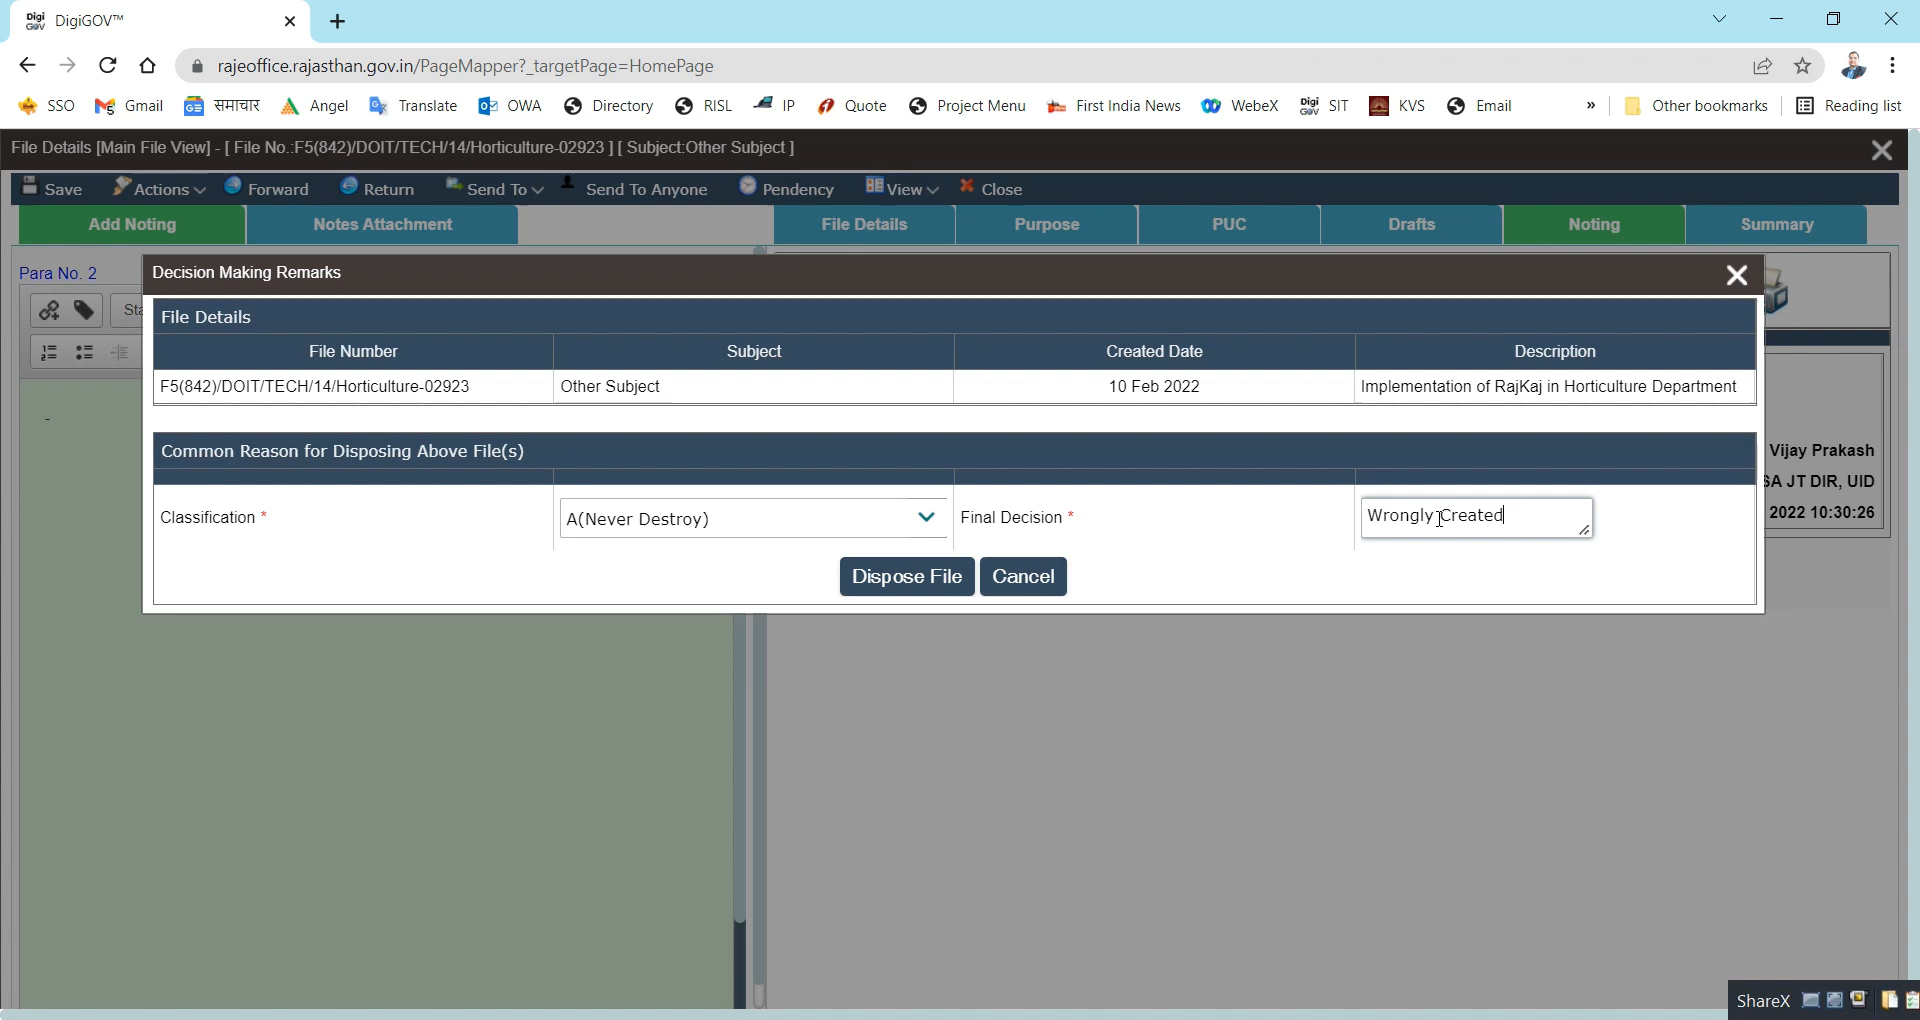 Digi
GOV
DigiGOV™
rajeoffice.rajasthan.gov.in/PageMapper?_targetPage=HomePage
SSO Gmail समाचार Angel Translate OWA Directory RISL IP Quote Project Menu First India News WebeX SIT KVS Email » Other bookmarks Reading list
File Details [Main File View] - [ File No.:F5(842)/DOIT/TECH/14/Horticulture-02923 ] [ Subject:Other Subject ]
Save Actions Forward Return Send To Send To Anyone Pendency View Close
Add Noting Notes Attachment File Details Purpose PUC Drafts Noting Summary
Para No. 2
Decision Making Remarks
File Details
File Number Subject Created Date Description
F5(842)/DOIT/TECH/14/Horticulture-02923 Other Subject 10 Feb 2022 Implementation of RajKaj in Horticulture Department
Common Reason for Disposing Above File(s)
Vijay Prakash
SA JT DIR, UID
2022 10:30:26
Classification * A(Never Destroy) Final Decision * Wrongly Created
Dispose File Cancel
ShareX